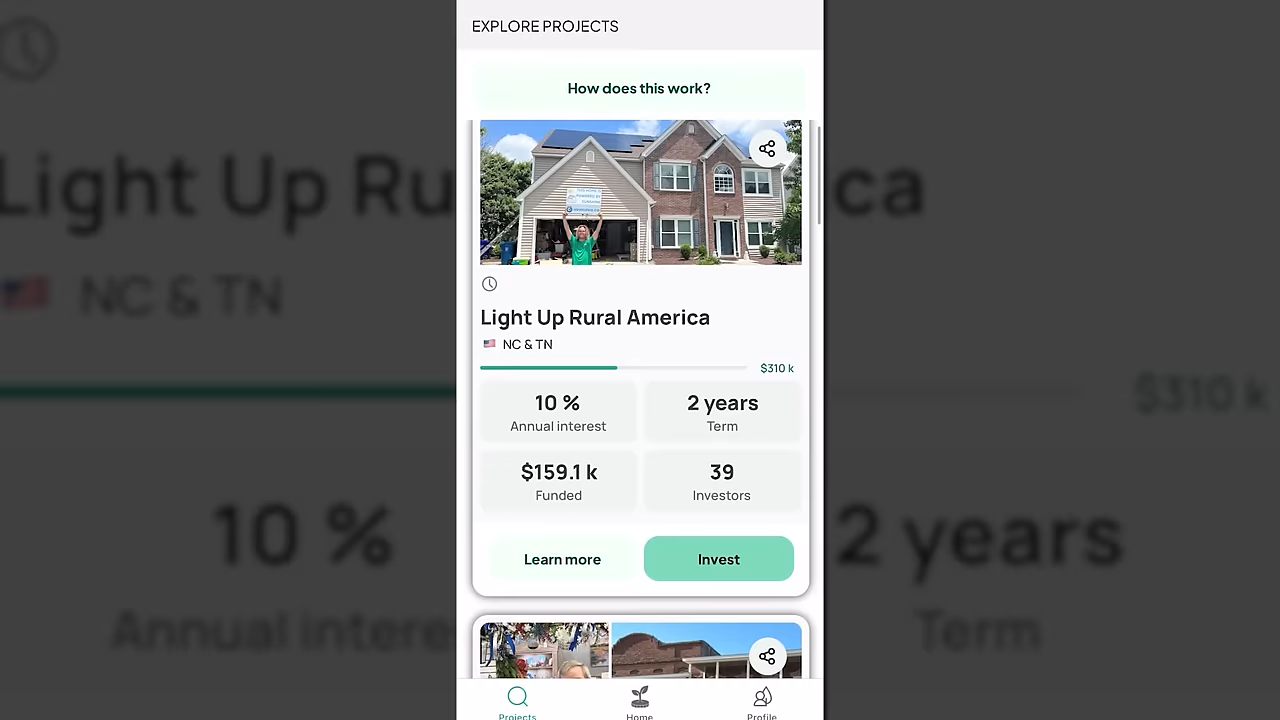 EXPLORE PROJECTS
How does this work?
Light Up Rural America
NC & TN
$310 k
10 %
2 years
Annual interest
Term
$159.1 k
39
Funded
Investors
Learn more
Invest
Projects
Home
Profile